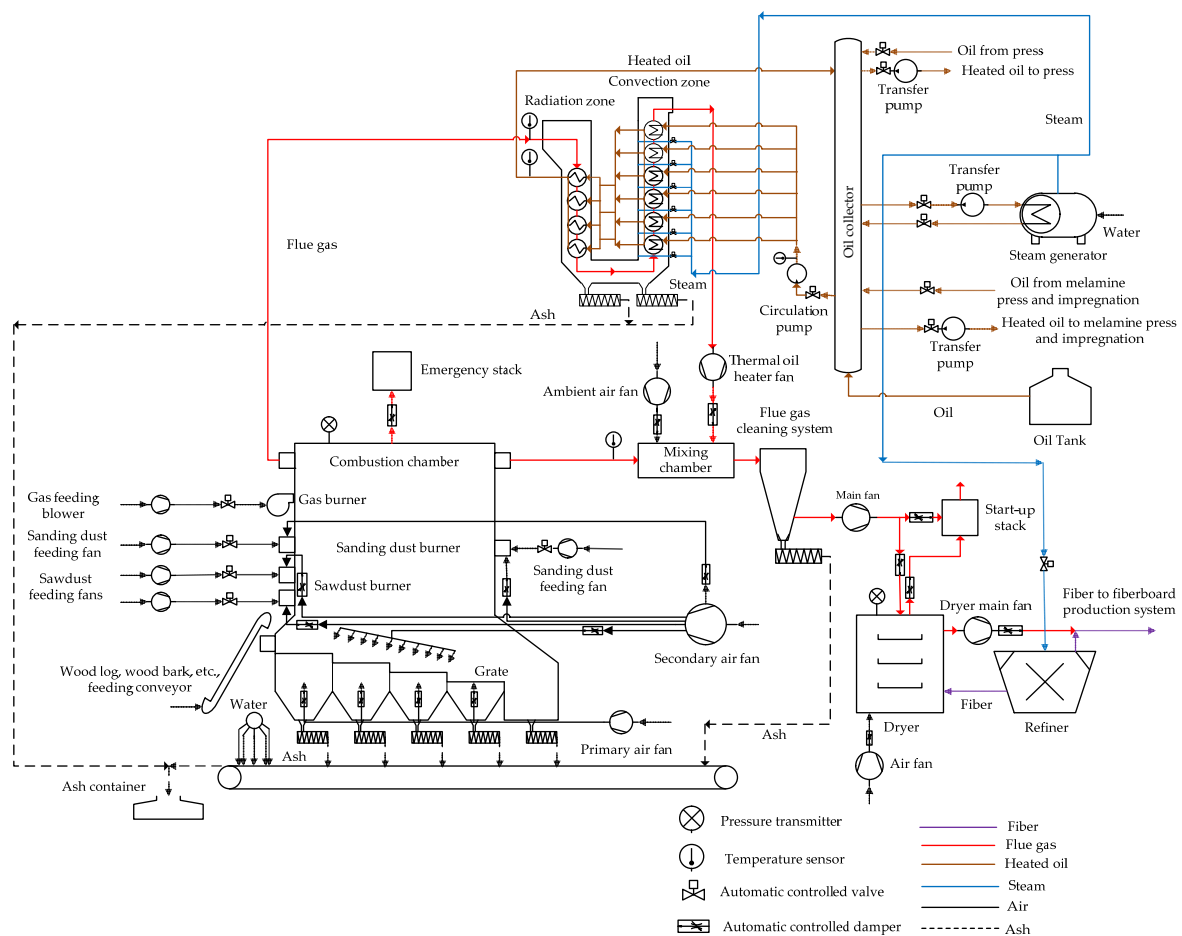 Heated oil
Convection zone
Radiation zone
Oil from press
Heated oil to press
Transfer
pump
Steam
Flue gas
Oil collector
Transfer
pump
Water
Steam generator
Steam
Ash
Circulation
pump
Oil from melamine
press and impregnation
Heated oil to melamine press
and impregnation
Transfer
pump
Emergency stack
Ambient air fan
Thermal oil
heater fan
Flue gas
cleaning system
Oil
Oil Tank
Combustion chamber
Mixing
chamber
Gas feeding
blower
Gas burner
Main fan
Start-up
stack
Sanding dust
feeding fan
Sanding dust burner
Sanding dust
feeding fan
Sawdust
feeding fans
Sawdust burner
Dryer main fan
Fiber to fiberboard
production system
Secondary air fan
Wood log, wood bark, etc.,
feeding conveyor
Grate
Water
Fiber
Dryer
Refiner
Ash
Primary air fan
Ash
Air fan
Ash container
Pressure transmitter
Temperature sensor
Automatic controlled valve
Automatic controlled damper
Fiber
Flue gas
Heated oil
Steam
Air
Ash